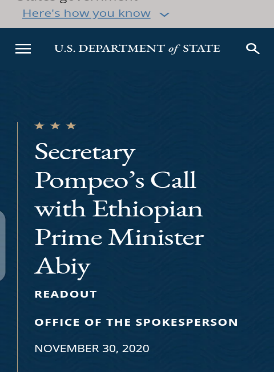 Here's how you know
U.S. DEPARTMENT of STATE
Secretary
Pompeo's Call
with Ethiopian
Prime Minister
Abiy
READOUT
OFFICE OF THE SPOKESPERSON
NOVEMBER 30, 2020